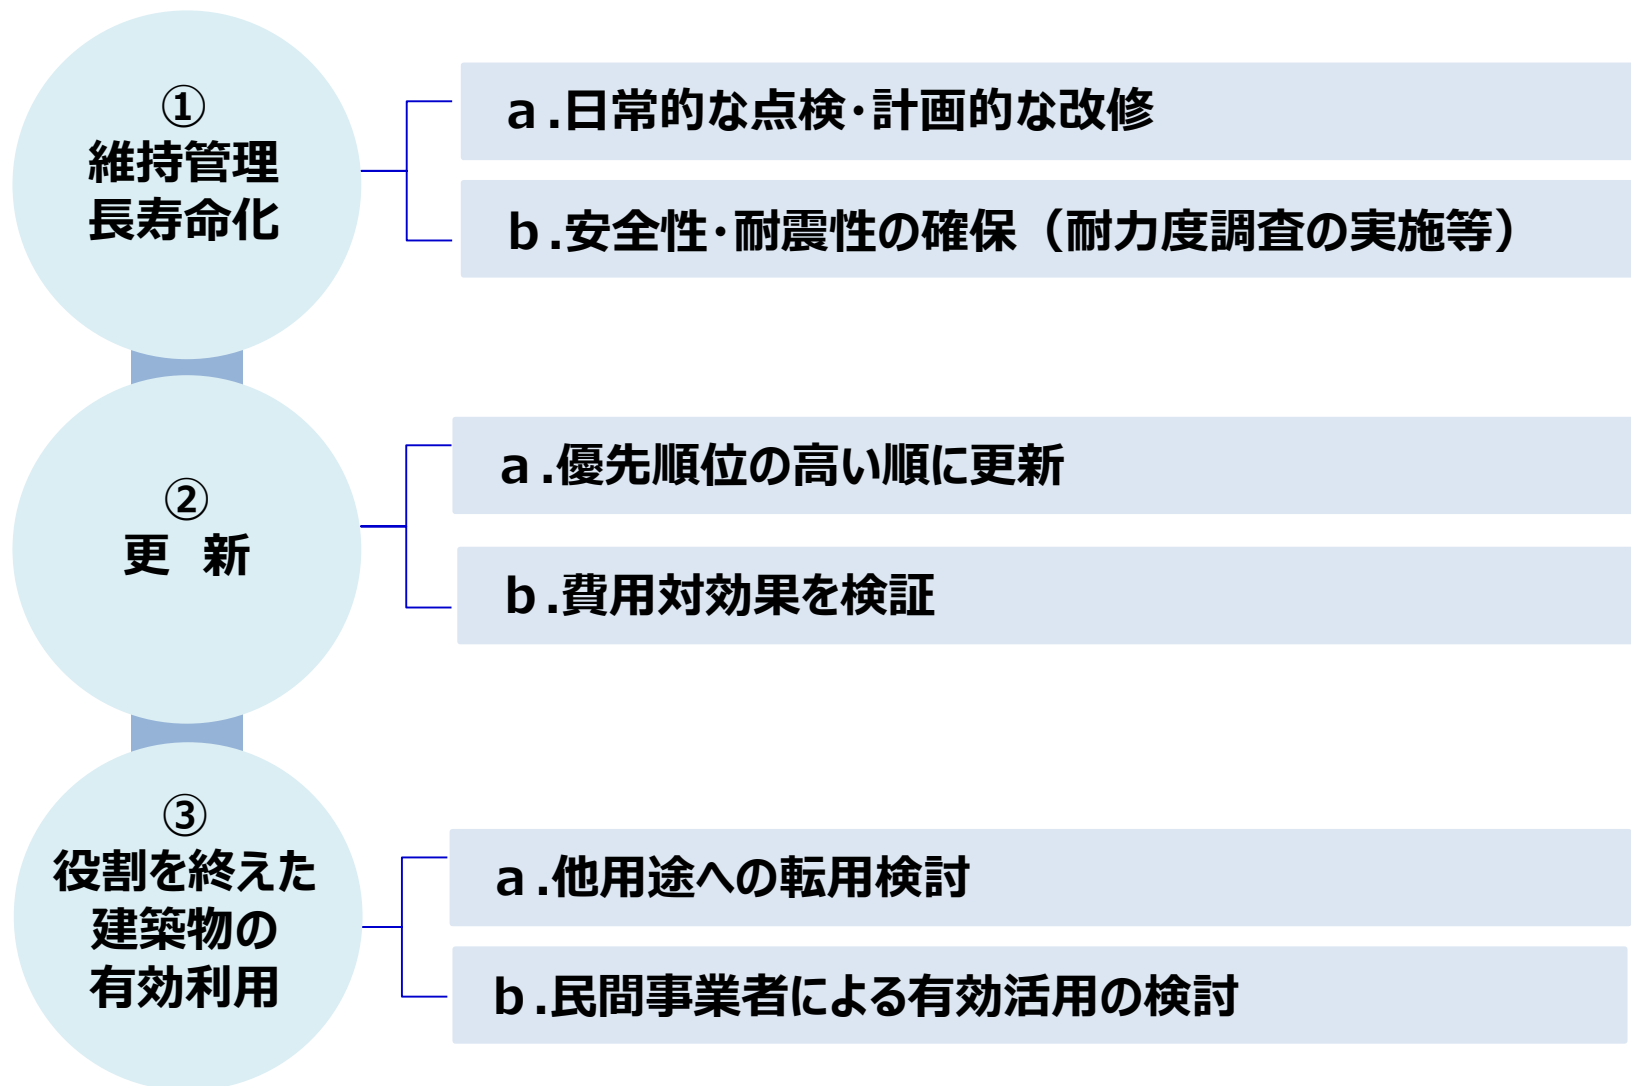 ①
維持管理
長寿命化
a.日常的な点検・計画的な改修
b.安全性・耐震性の確保（耐力度調査の実施等）
②
更　新
a.優先順位の高い順に更新
b.費用対効果を検証
③
役割を終えた
建築物の
有効利用
a.他用途への転用検討
b.民間事業者による有効活用の検討